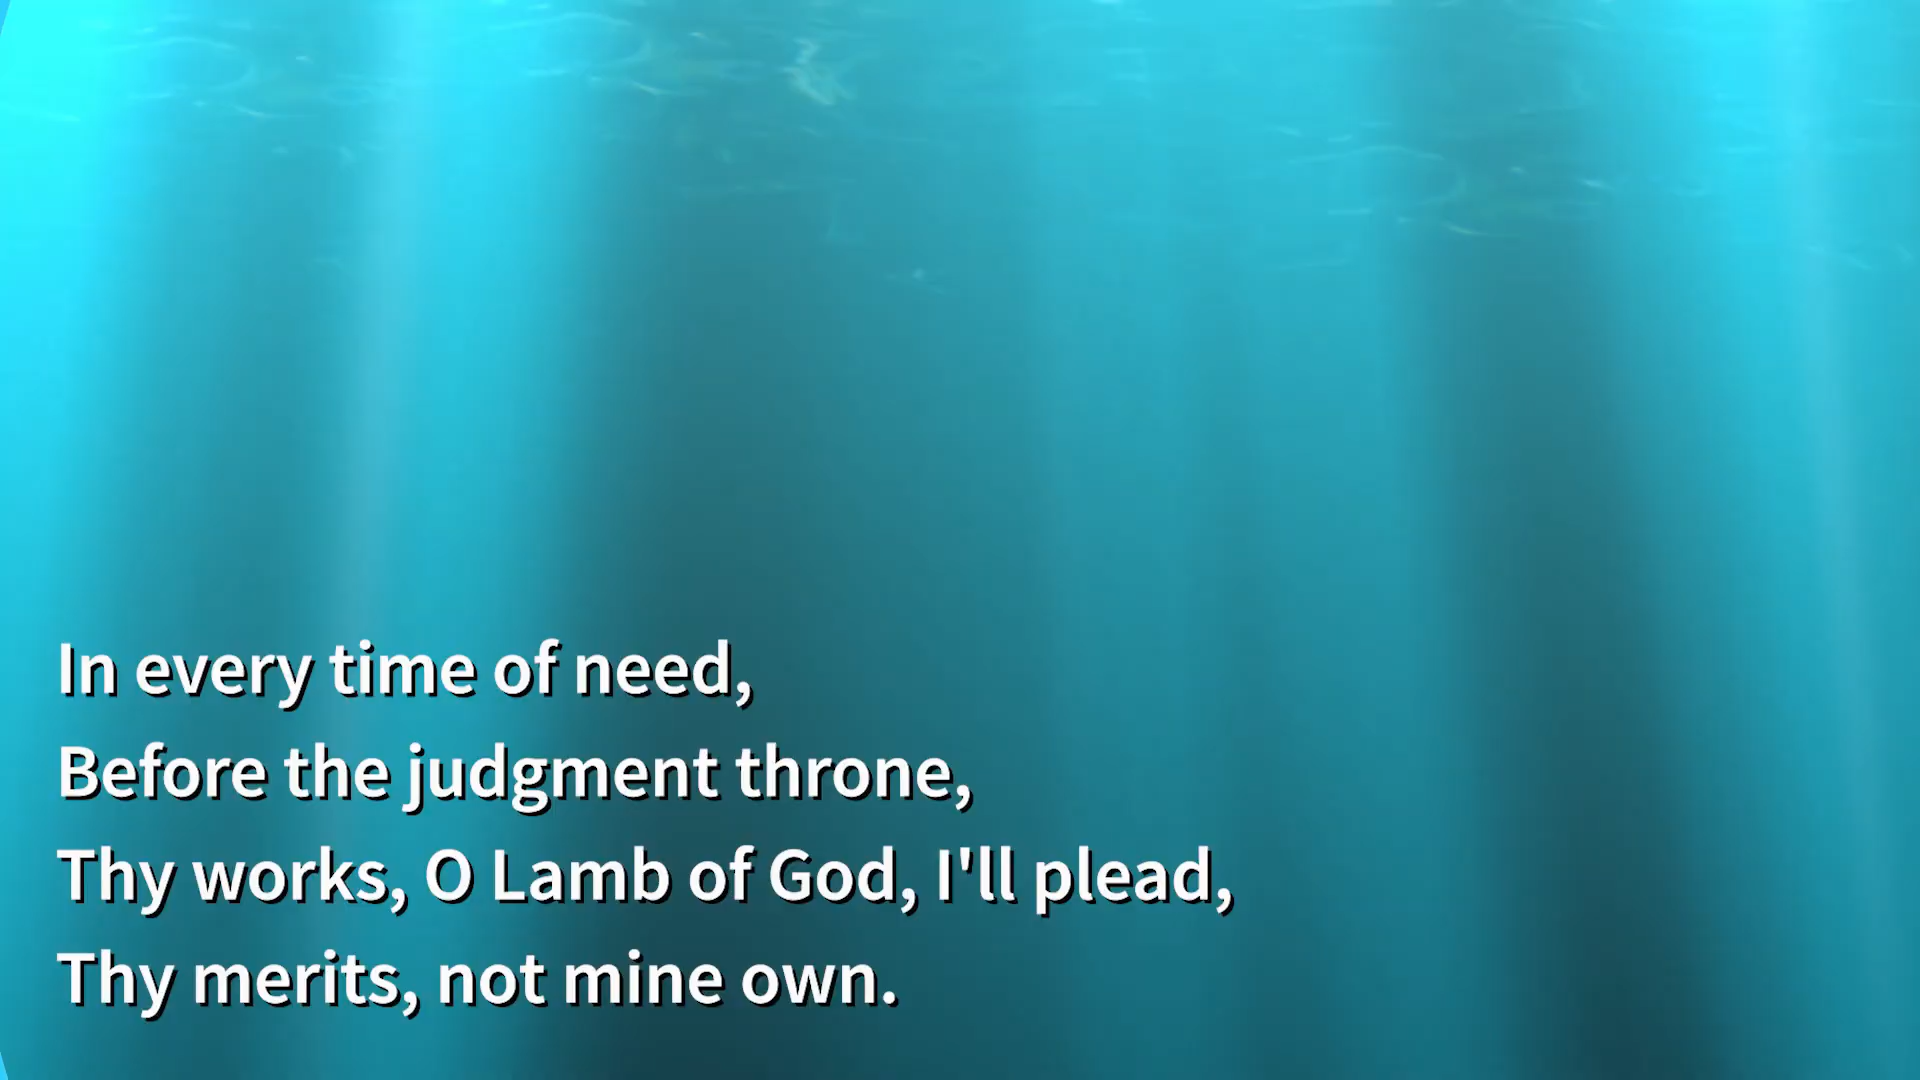 In every time of need,
Before the judgment throne,
Thy works, O Lamb of God, I'll plead,
Thy merits, not mine own.